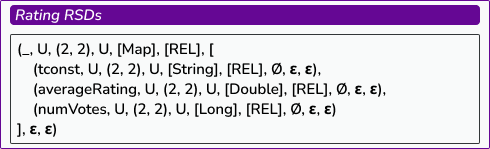 Rating RSDs
(_, U, (2, 2), U, [Map], [REL], [
(tconst, U, (2, 2), U, [String], [REL], Ø, ε, ε),
(averageRating, U, (2, 2), U, [Double], [REL], Ø, ε, ε),
(numVotes, U, (2, 2), U, [Long], [REL], Ø, ε, ε)
], ε, ε)